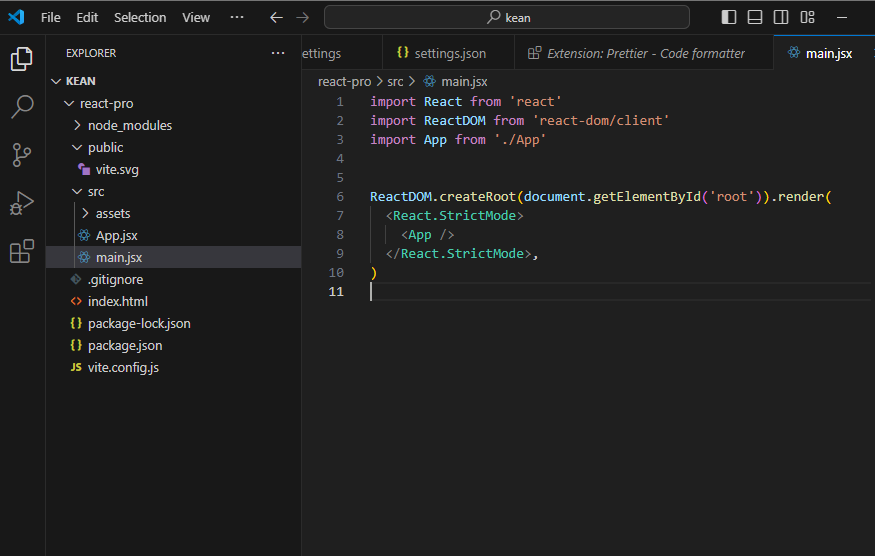 File Edit Selection View ··· kean
EXPLORER ···
KEAN
react-pro
node_modules
public
vite.svg
src
assets
App.jsx
main.jsx
.gitignore
index.html
{} package-lock.json
{} package.json
JS vite.config.js
ettings {} settings.json Extension: Prettier - Code formatter main.jsx
react-pro > src > main.jsx
1 import React from 'react'
2 import ReactDOM from 'react-dom/client'
3 import App from './App'
4
5
6 ReactDOM.createRoot(document.getElementById('root')).render(
7 <React.StrictMode>
8 <App />
9 </React.StrictMode>,
10 )
11